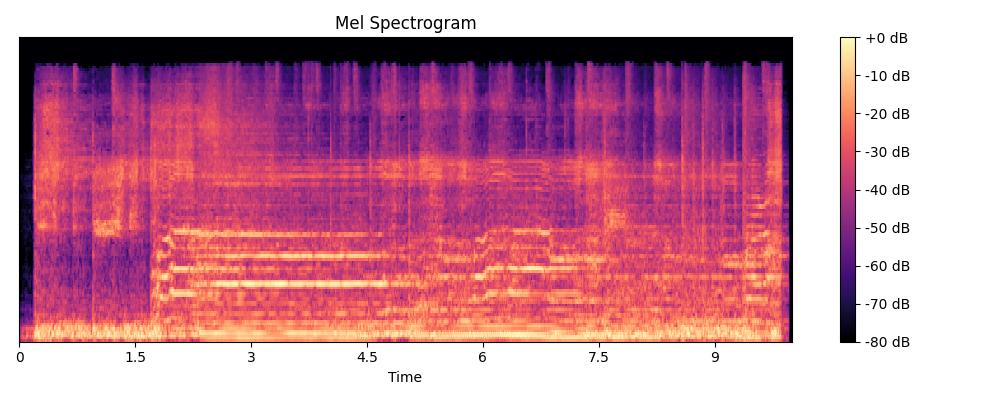 Mel Spectrogram
+0 dB
-10 dB
-20 dB
-30 dB
-40 dB
-50 dB
-60 dB
-70 dB
-80 dB
0 1.5 3 4.5 6 7.5 9
Time